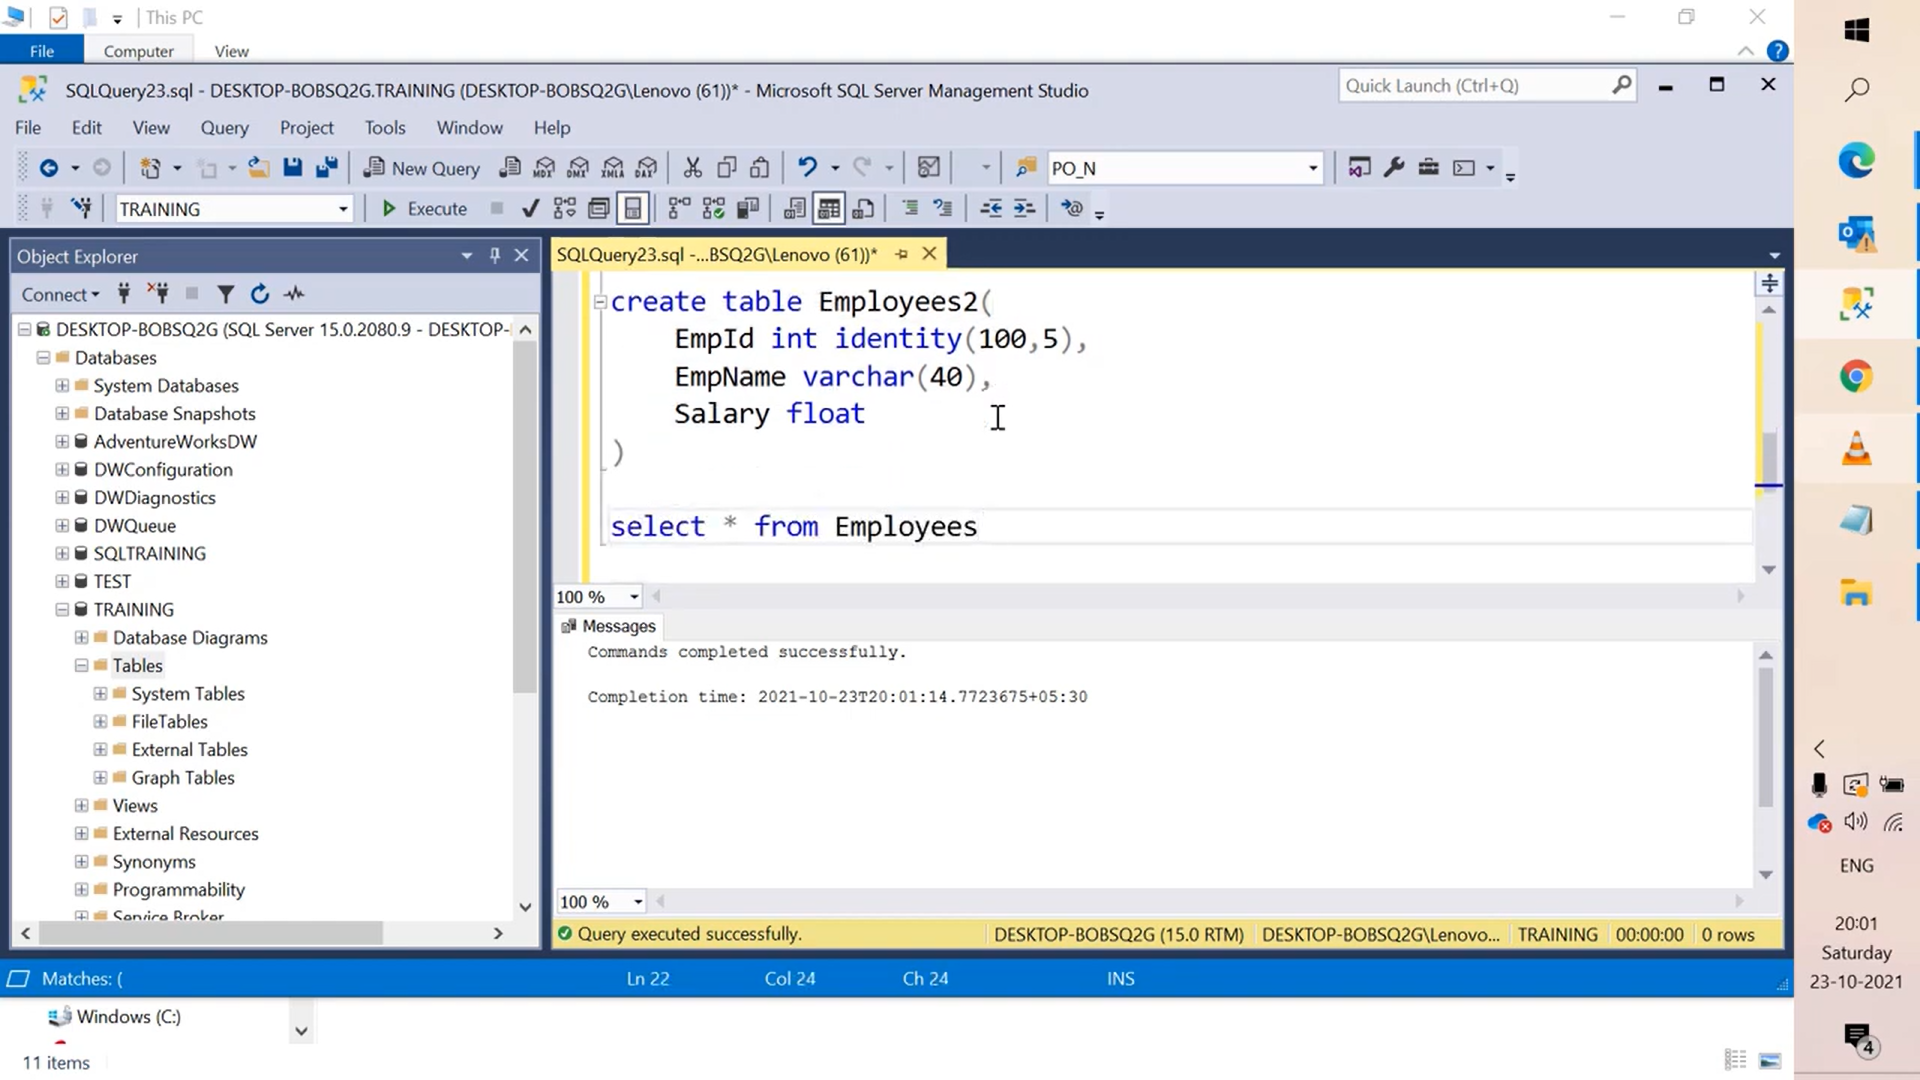 This PC
File Computer View
SQLQuery23.sql - DESKTOP-BOBSQ2G.TRAINING (DESKTOP-BOBSQ2G\Lenovo (61))* - Microsoft SQL Server Management Studio
Quick Launch (Ctrl+Q)
File Edit View Query Project Tools Window Help
New Query MDX DMX XMLA DAX PO_N
TRAINING Execute
Object Explorer
Connect
DESKTOP-BOBSQ2G (SQL Server 15.0.2080.9 - DESKTOP-
Databases
System Databases
Database Snapshots
AdventureWorksDW
DWConfiguration
DWDiagnostics
DWQueue
SQLTRAINING
TEST
TRAINING
Database Diagrams
Tables
System Tables
FileTables
External Tables
Graph Tables
Views
External Resources
Synonyms
Programmability
Service Broker
SQLQuery23.sql -...BSQ2G\Lenovo (61))*
create table Employees2(
EmpId int identity(100,5),
EmpName varchar(40),
Salary float
)
select * from Employees
100 %
Messages
Commands completed successfully.
Completion time: 2021-10-23T20:01:14.7723675+05:30
100 %
Query executed successfully. DESKTOP-BOBSQ2G (15.0 RTM) DESKTOP-BOBSQ2G\Lenovo... TRAINING 00:00:00 0 rows
Matches: ( Ln 22 Col 24 Ch 24 INS
Windows (C:)
11 items
ENG
20:01
Saturday
23-10-2021
4